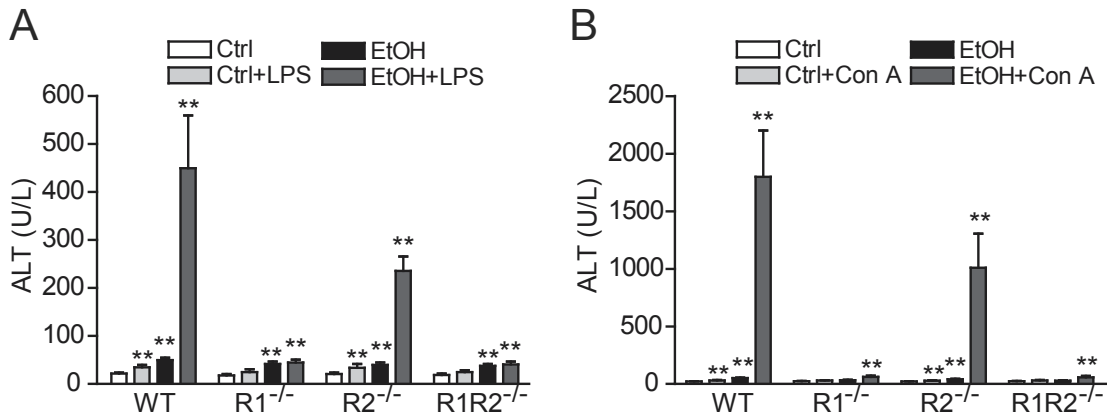 A
Ctrl EtOH
Ctrl+LPS EtOH+LPS
600
500
400
300
200
100
0
ALT (U/L)
**
** **
** **
** **
**
** **
WT R1-/- R2-/- R1R2-/-
B
Ctrl EtOH
Ctrl+Con A EtOH+Con A
2500
2000
1500
1000
500
0
ALT (U/L)
**
** **
**
** **
**
**
WT R1-/- R2-/- R1R2-/-